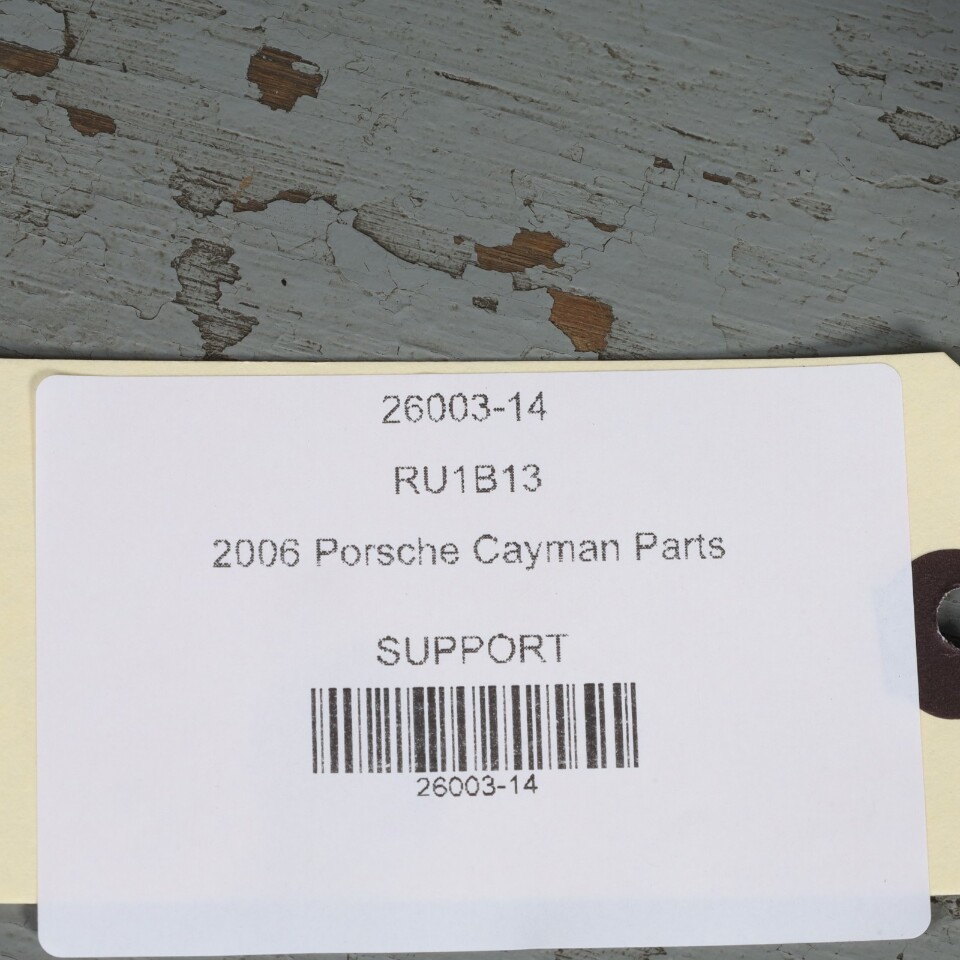 26003-14
RU1B13
2006 Porsche Cayman Parts
SUPPORT
26003-14